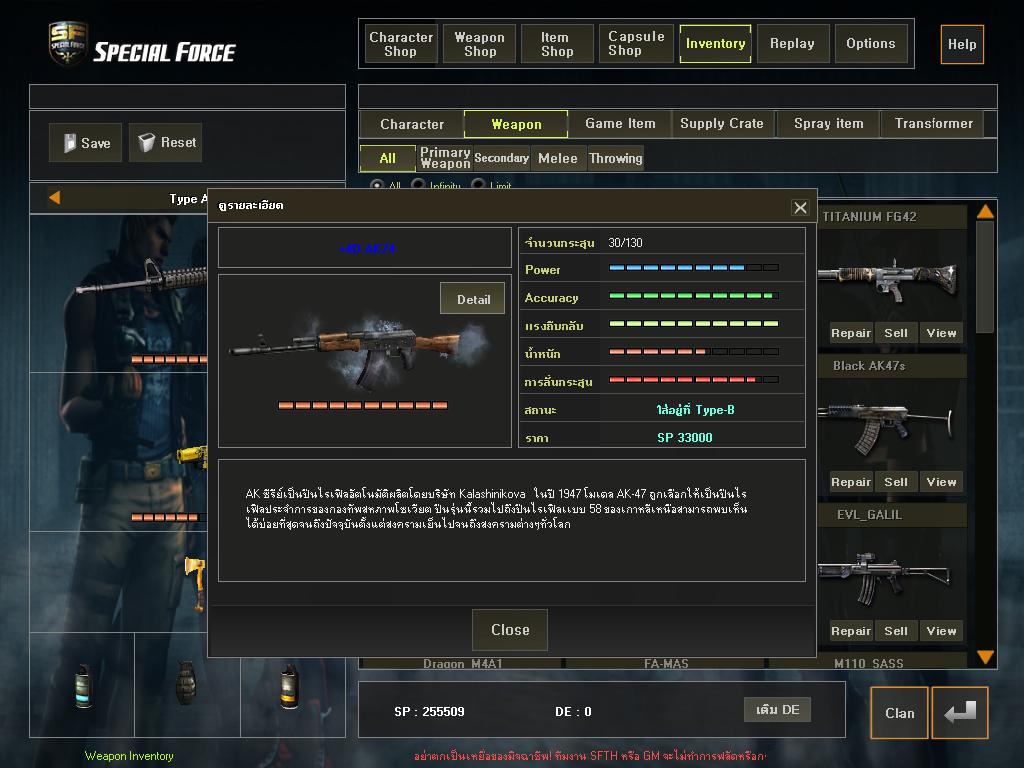 SPECIAL FORCE
Character Shop
Weapon Shop
Item Shop
Capsule Shop
Inventory
Replay
Options
Help
Save
Reset
Character
Weapon
Game Item
Supply Crate
Spray item
Transformer
All
Primary Weapon
Secondary
Melee
Throwing
All
Infinity
Limit
Type A
ดูรายละเอียด
Detail
จำนวนกระสุน 30/130
Power
Accuracy
แรงถีบกลับ
น้ำหนัก
การสั่นกระสุน
สถานะ ใส่อยู่ที่ Type-B
ราคา SP 33000
AK ซีรีย์เป็นปืนไรเฟิลอัตโนมัติผลิตโดยบริษัท Kalashinikova ในปี 1947 โมเดล AK-47 ถูกเลือกให้เป็นปืนไร
เฟิลประจำการของกองทัพสหภาพโซเวียต ปืนรุ่นนี้รวมไปถึงปืนไรเฟิลแบบ 58 ของเกาหลีเหนือสามารถพบเห็น
ได้บ่อยที่สุดจนถึงปัจจุบันตั้งแต่สงครามเย็นไปจนถึงสงครามต่างๆทั่วโลก
Close
TITANIUM FG42
Repair Sell View
Black AK47s
Repair Sell View
EVL_GALIL
Repair Sell View
Dragon M4A1
FA-MAS
M110 SASS
SP : 255509
DE : 0
เติม DE
Clan
Weapon Inventory
อย่าตกเป็นเหยื่อของมิจฉาชีพ! ทีมงาน SFTH หรือ GM จะไม่ทำการ